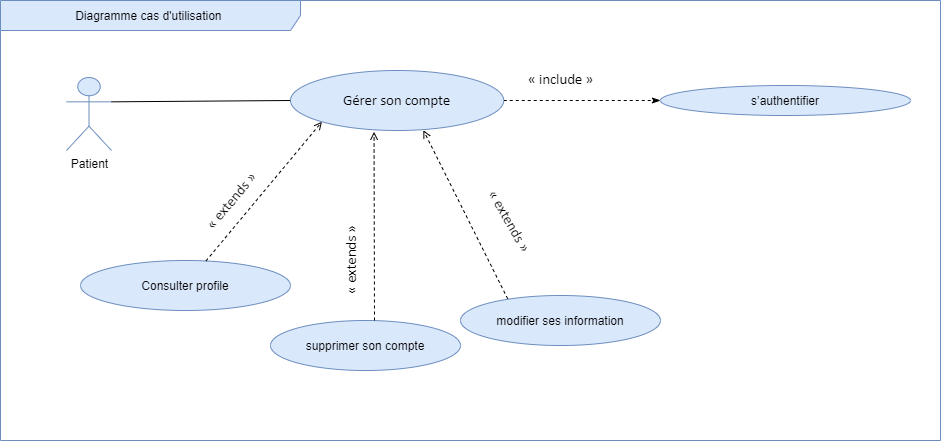 Diagramme cas d'utilisation
« include »
Gérer son compte
s'authentifier
Patient
« extends »
« extends »
« extends »
Consulter profile
modifier ses information
supprimer son compte